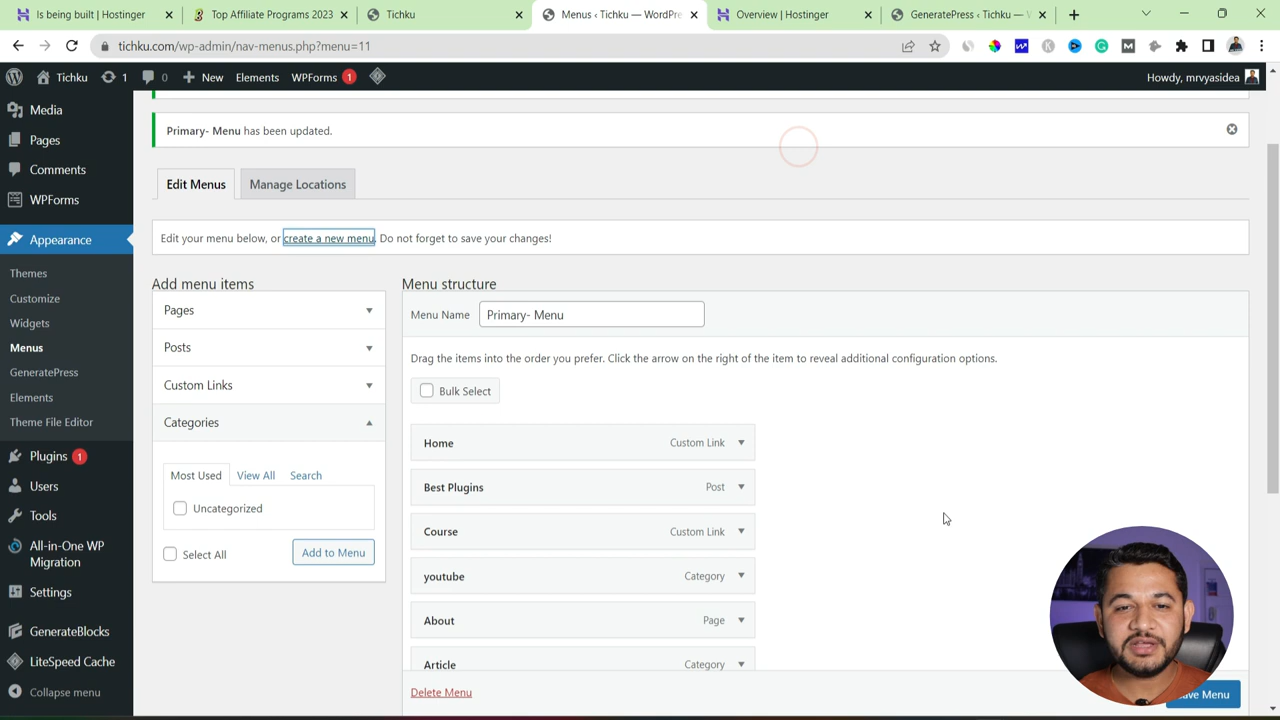 Is being built | Hostinger
Top Affiliate Programs 2023
Tichku
Menus ‹ Tichku — WordPre
Overview | Hostinger
GeneratePress ‹ Tichku — W
tichku.com/wp-admin/nav-menus.php?menu=11
Tichku
1
0
New
Elements
WPForms
1
Howdy, mrvyasidea
Media
Pages
Comments
WPForms
Appearance
Themes
Customize
Widgets
Menus
GeneratePress
Elements
Theme File Editor
Plugins 1
Users
Tools
All-in-One WP
Migration
Settings
GenerateBlocks
LiteSpeed Cache
Collapse menu
Primary- Menu has been updated.
Edit Menus
Manage Locations
Edit your menu below, or create a new menu. Do not forget to save your changes!
Add menu items
Pages
Posts
Custom Links
Categories
Most Used
View All
Search
Uncategorized
Select All
Add to Menu
Menu structure
Menu Name
Primary- Menu
Drag the items into the order you prefer. Click the arrow on the right of the item to reveal additional configuration options.
Bulk Select
Home
Custom Link
Best Plugins
Post
Course
Custom Link
youtube
Category
About
Page
Article
Category
Delete Menu
ave Menu